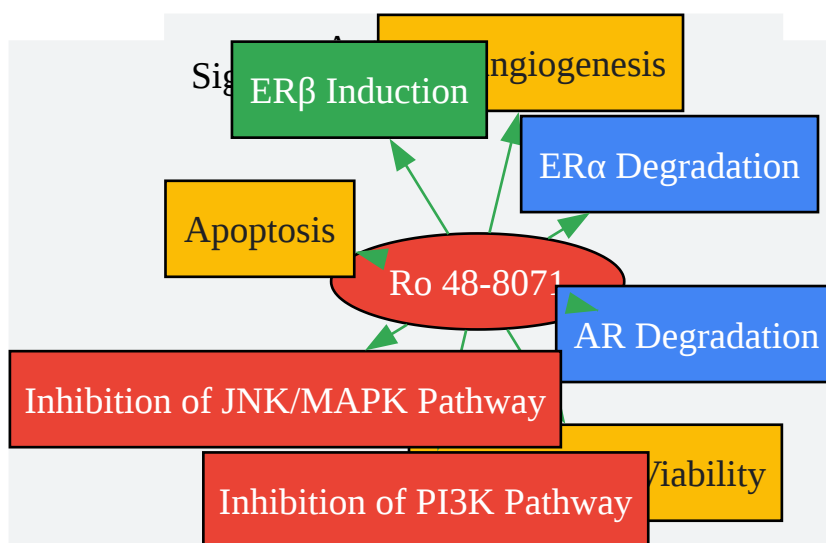 Sig
ngiogenesis
ERβ Induction
ERα Degradation
Apoptosis
Ro 48-8071
AR Degradation
Inhibition of JNK/MAPK Pathway
Viability
Inhibition of PI3K Pathway